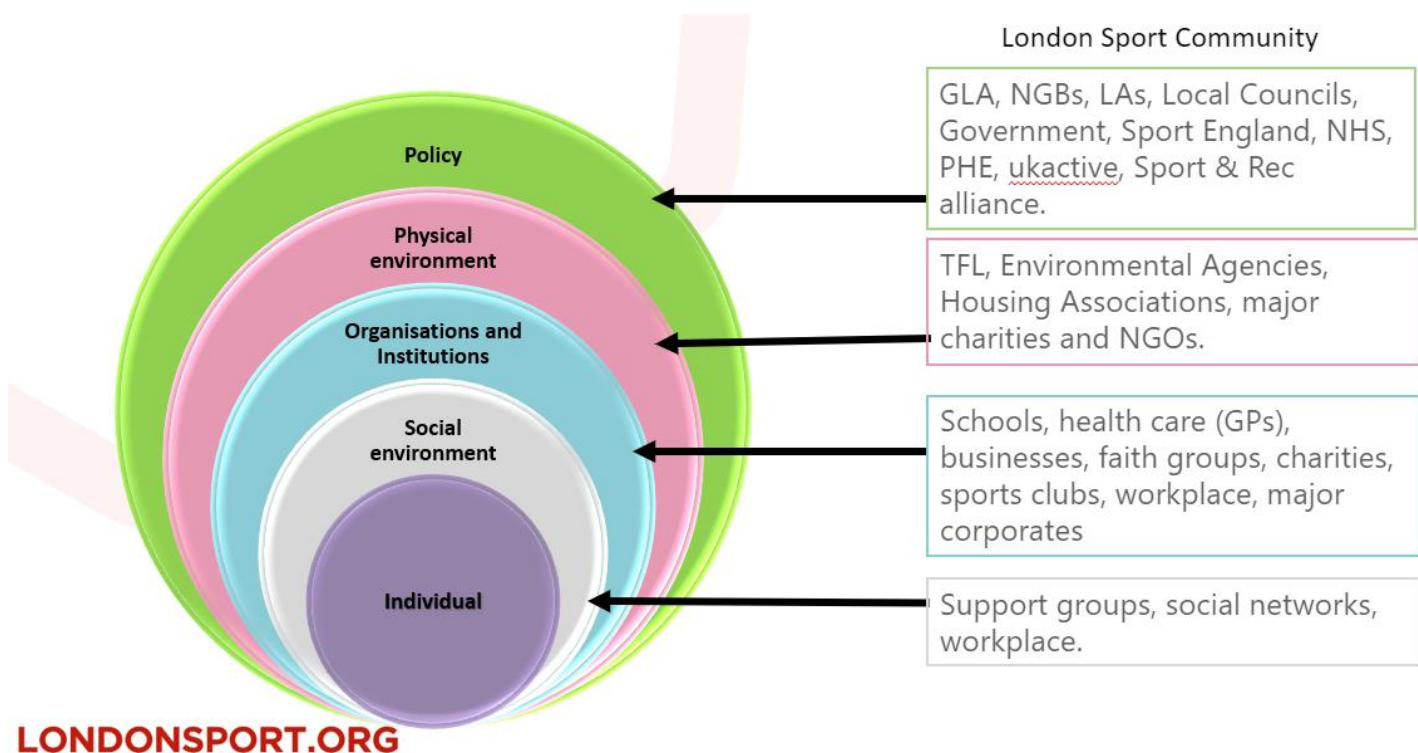 London Sport Community
GLA, NGBs, LAs, Local Councils,
Government, Sport England, NHS,
PHE, ukactive, Sport & Rec
alliance.
TFL, Environmental Agencies,
Housing Associations, major
charities and NGOs.
Schools, health care (GPs),
businesses, faith groups, charities,
sports clubs, workplace, major
corporates
Support groups, social networks,
workplace.
Policy
Physical
environment
Organisations and
Institutions
Social
environment
Individual
LONDONSPORT.ORG